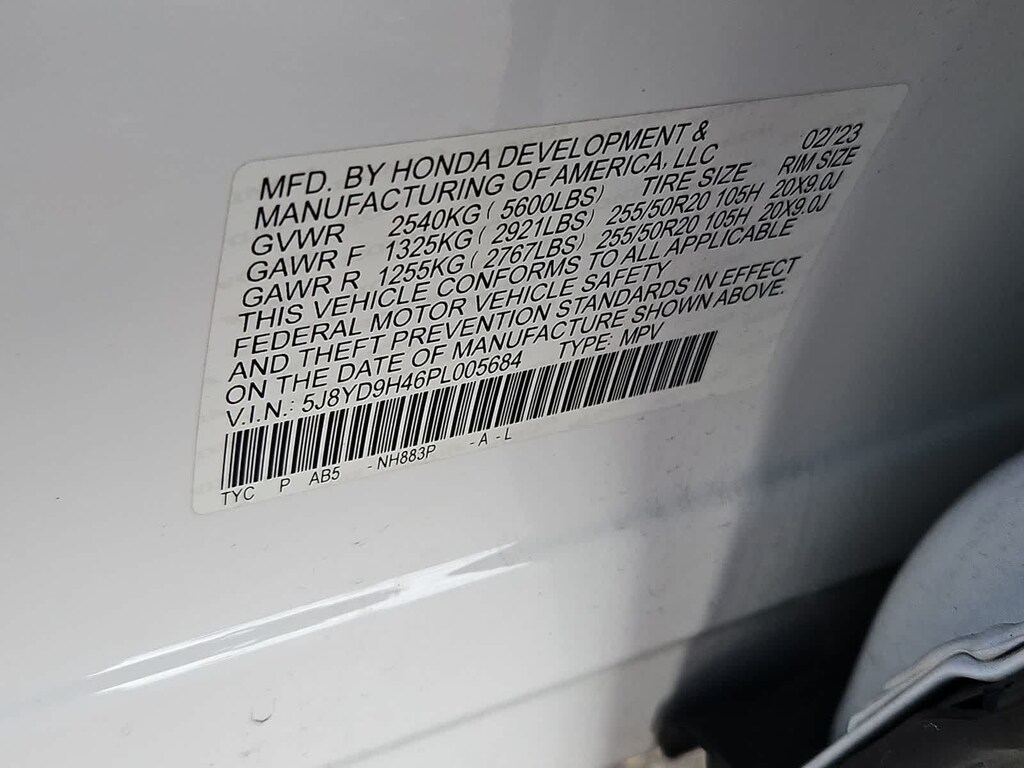 MFD. BY HONDA DEVELOPMENT & 02/'23
MANUFACTURING OF AMERICA, LLC
GVWR 2540KG ( 5600LBS) TIRE SIZE RIM SIZE
GAWR F 1325KG ( 2921LBS) 255/50R20 105H 20X9.0J
GAWR R 1255KG ( 2767LBS) 255/50R20 105H 20X9.0J
THIS VEHICLE CONFORMS TO ALL APPLICABLE
FEDERAL MOTOR VEHICLE SAFETY
AND THEFT PREVENTION STANDARDS IN EFFECT
ON THE DATE OF MANUFACTURE SHOWN ABOVE.
V.I.N.: 5J8YD9H46PL005684 TYPE: MPV
TYC P AB5 - NH883P - A - L